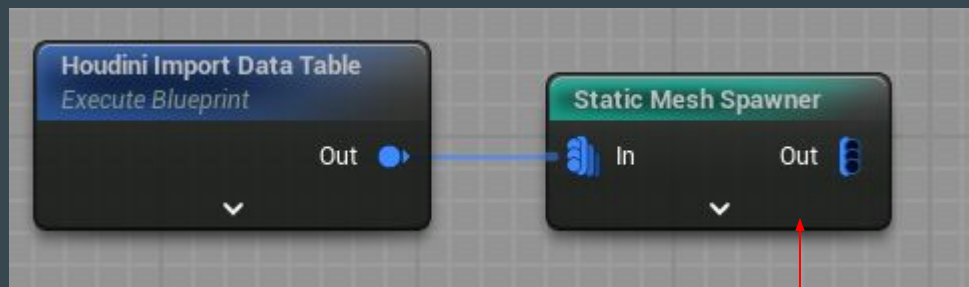 Houdini Import Data Table
Execute Blueprint
Out
Static Mesh Spawner
In
Out